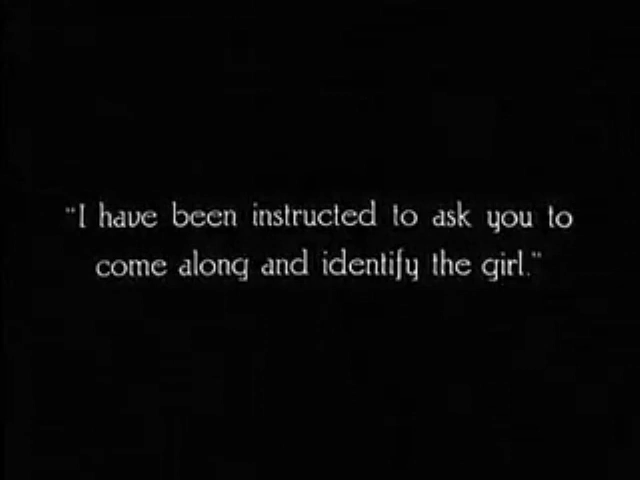 "I have been instructed to ask you to
come along and identify the girl."